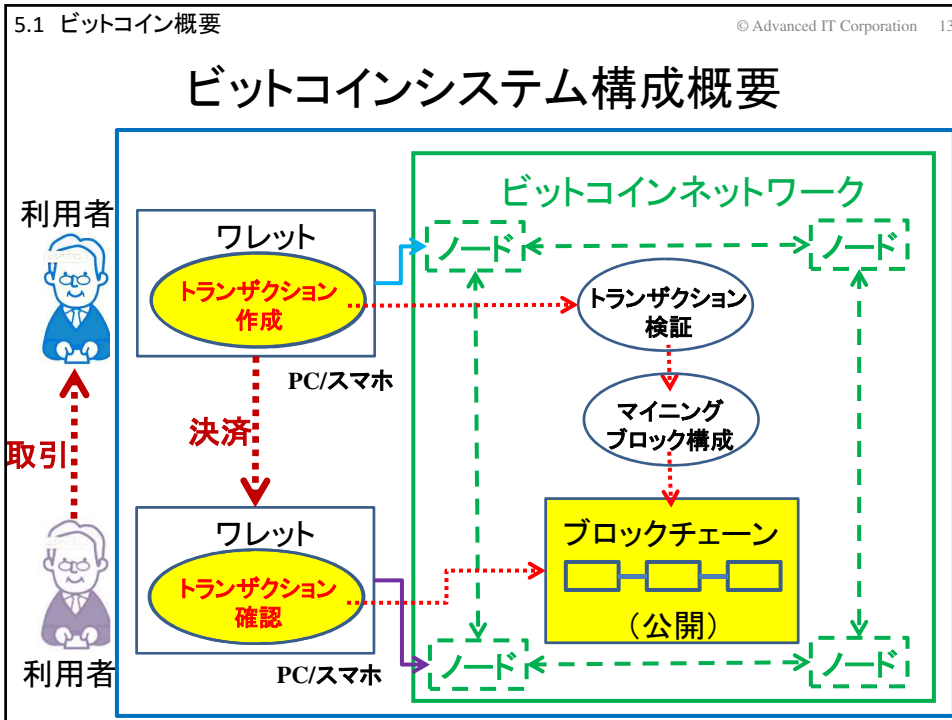 5.1 ビットコイン概要
© Advanced IT Corporation 13
ビットコインシステム構成概要
ビットコインネットワーク
利用者
ワレット
ノード
ノード
トランザクション
作成
トランザクション
検証
PC/スマホ
マイニング
ブロック構成
決済
取引
ワレット
ブロックチェーン
トランザクション
確認
(公開)
利用者
PC/スマホ
ノード
ノード